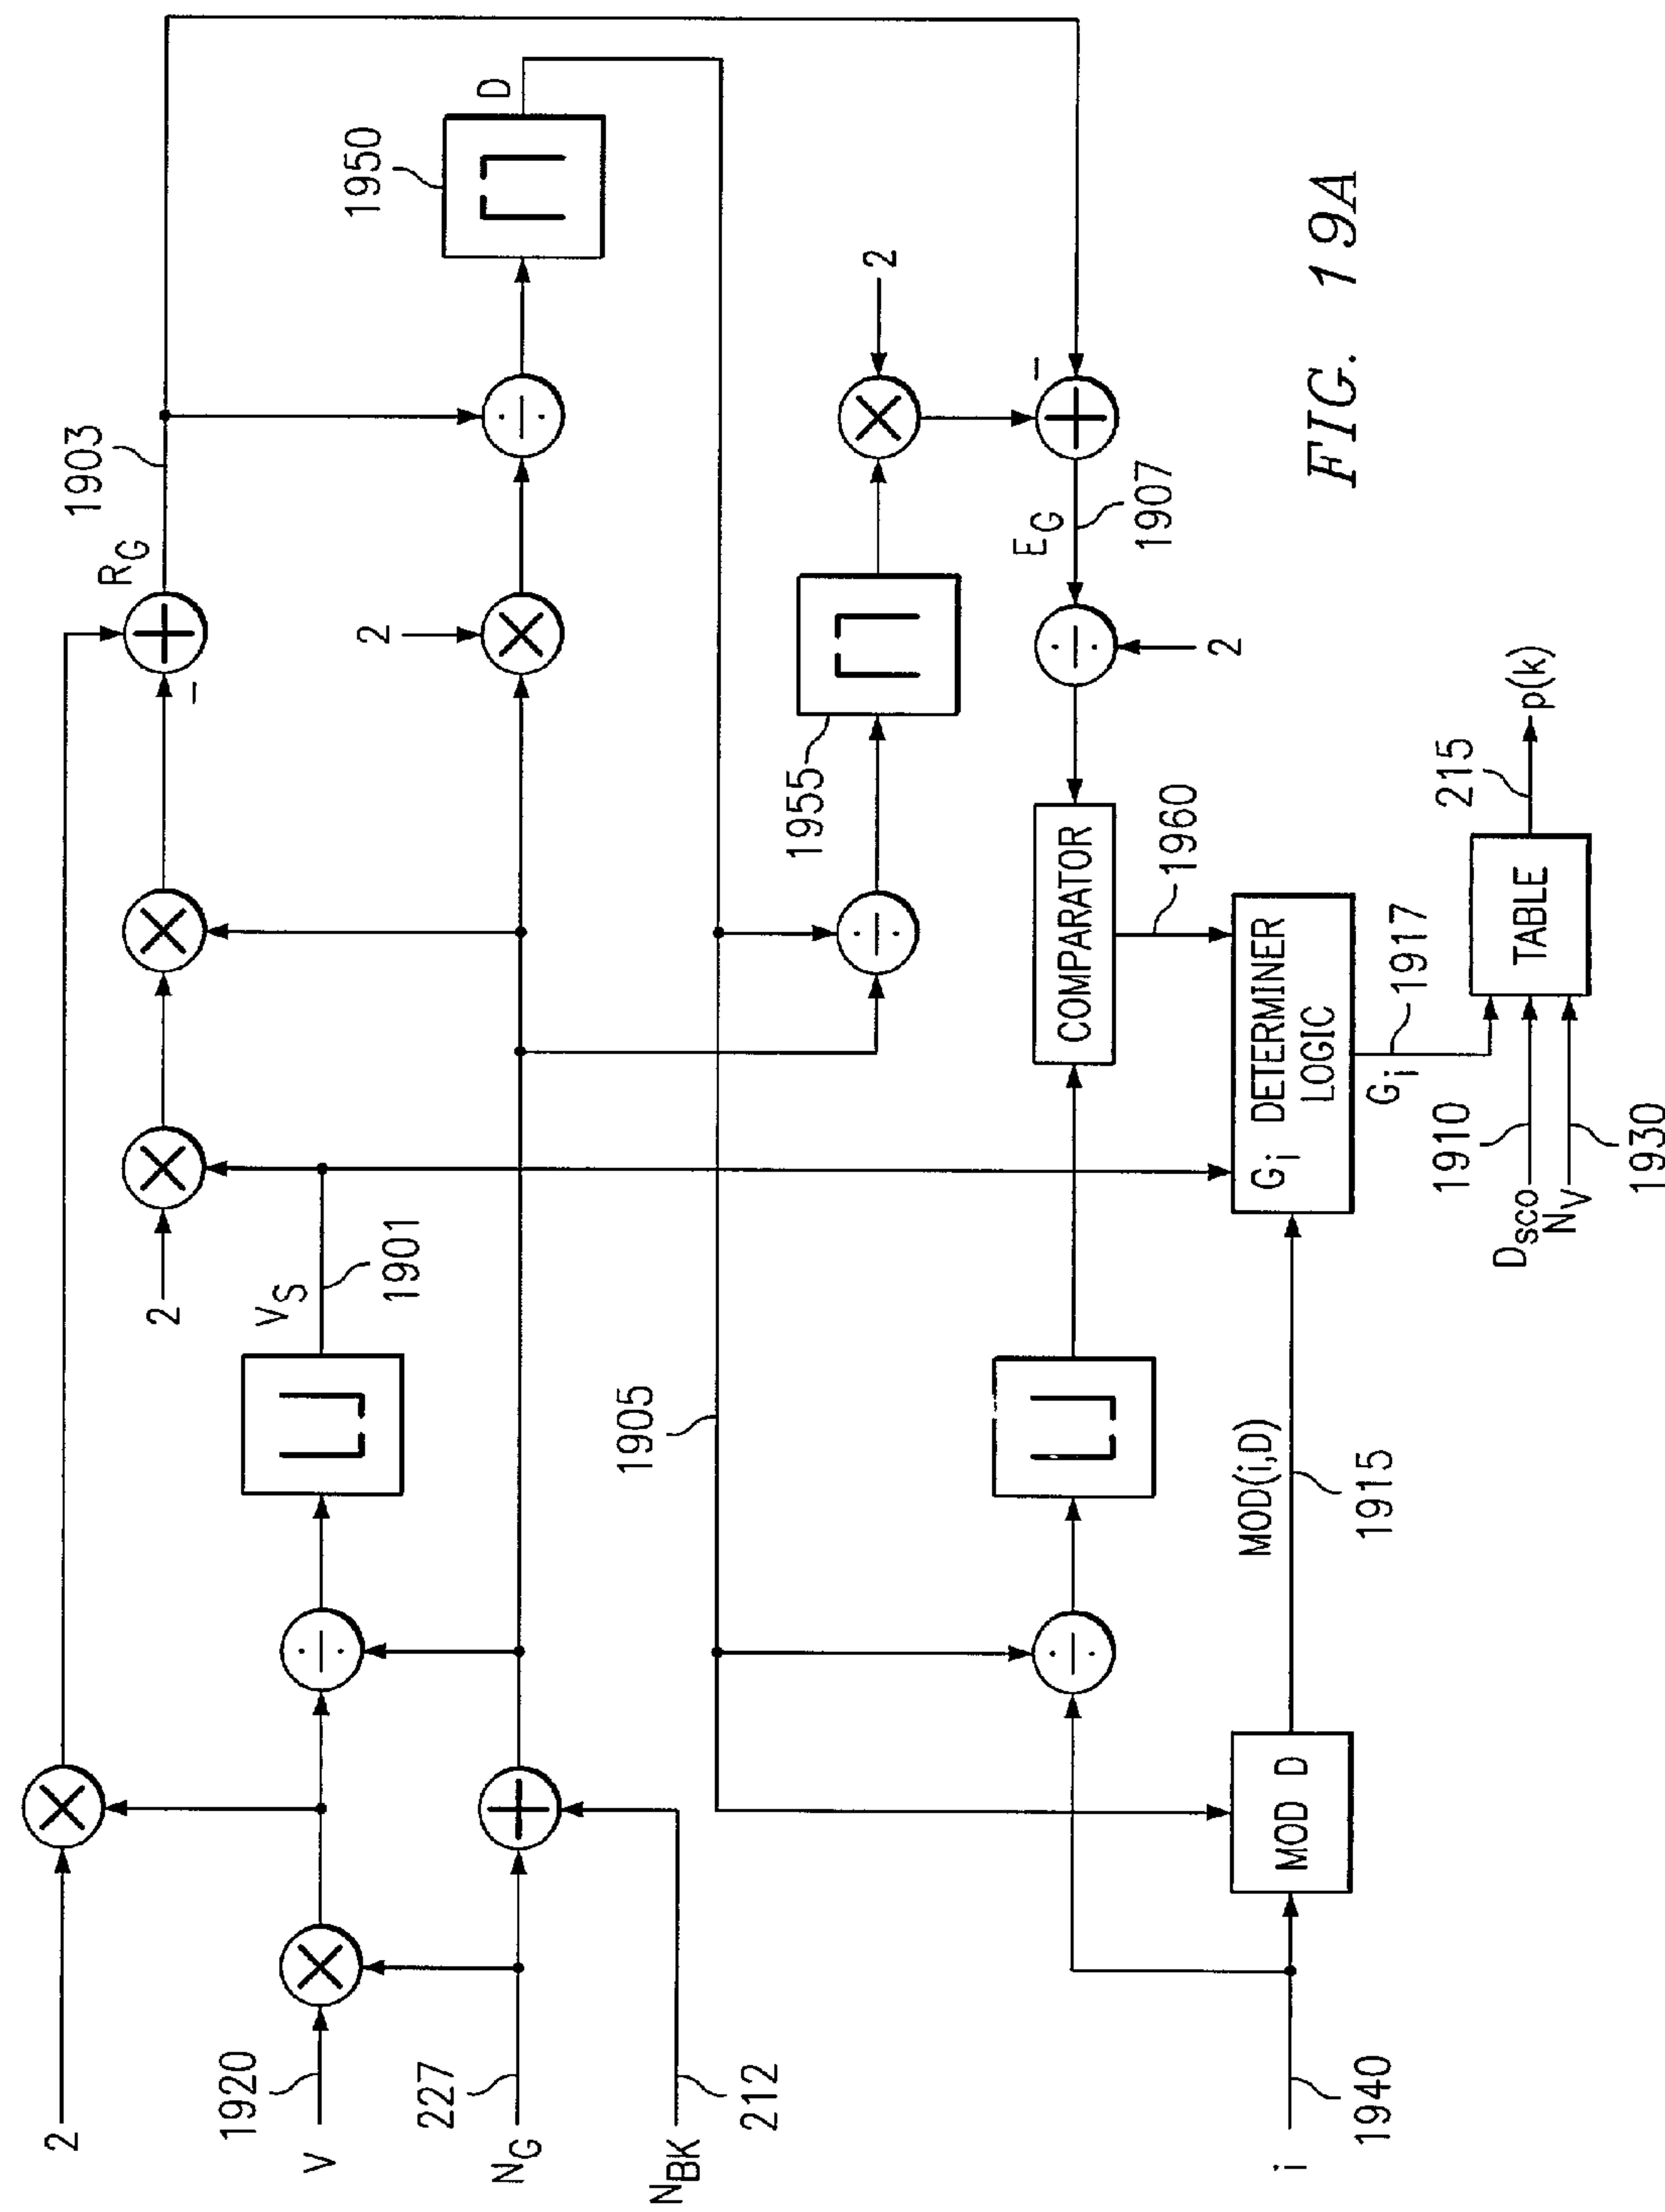 2
1903
R_G
1950
D
1920
V
V_S
1901
2
2
227
N_G
N_BK
212
1905
1955
2
E_G
1907
2
COMPARATOR
1960
i
1940
MOD D
MOD(i,D)
1915
G_i DETERMINER
LOGIC
G_i
1917
1910
D_sco
N_V
1930
TABLE
215
p(k)
FIG. 19A